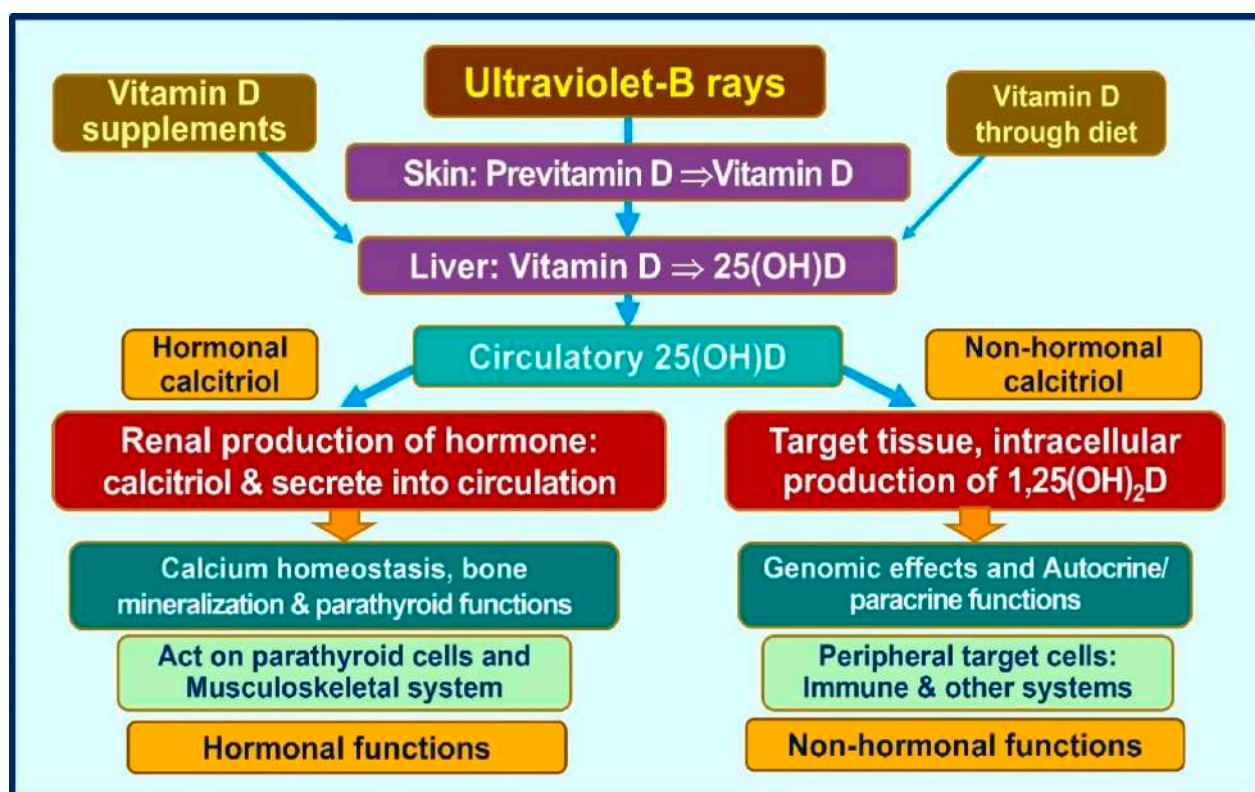 Ultraviolet-B rays
Vitamin D
supplements
Vitamin D
through diet
Skin: Previtamin D ⇒Vitamin D
Liver: Vitamin D ⇒ 25(OH)D
Circulatory 25(OH)D
Hormonal
calcitriol
Non-hormonal
calcitriol
Renal production of hormone:
calcitriol & secrete into circulation
Target tissue, intracellular
production of 1,25(OH)₂D
Calcium homeostasis, bone
mineralization & parathyroid functions
Genomic effects and Autocrine/
paracrine functions
Act on parathyroid cells and
Musculoskeletal system
Peripheral target cells:
Immune & other systems
Hormonal functions
Non-hormonal functions